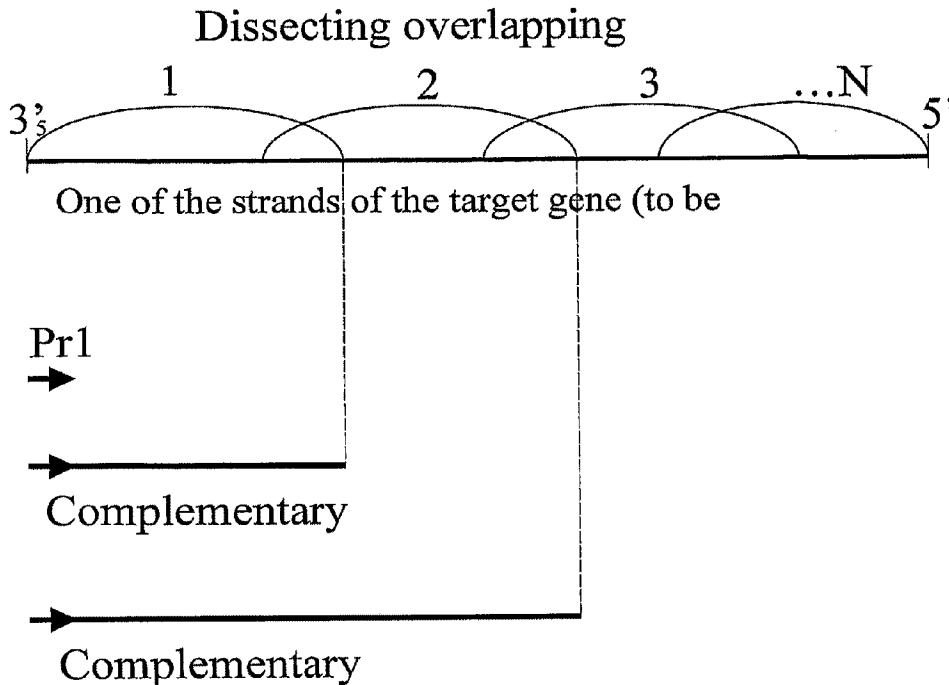 Dissecting overlapping
1 2 3 ...N
3'5 5'
One of the strands of the target gene (to be
Pr1
Complementary
Complementary